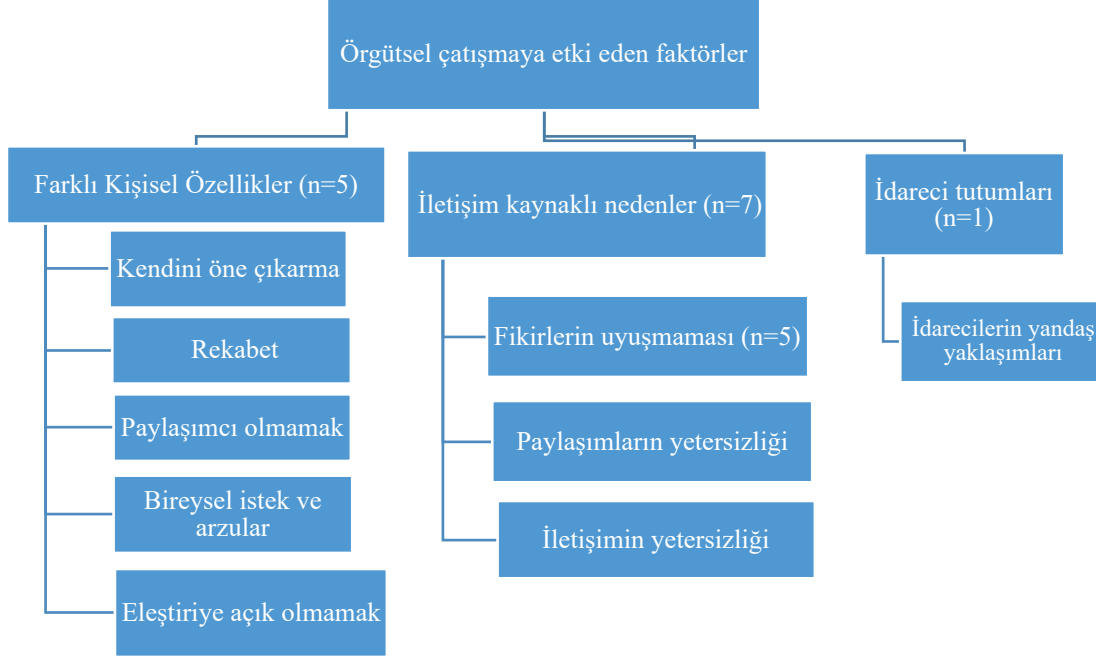 Örgütsel çatışmaya etki eden faktörler
Farklı Kişisel Özellikler (n=5)
Kendini öne çıkarma
Rekabet
Paylaşımcı olmamak
Bireysel istek ve
arzular
Eleştiriye açık olmamak
İletişim kaynaklı nedenler (n=7)
Fikirlerin uyuşmaması (n=5)
Paylaşımların yetersizliği
İletişimin yetersizliği
İdareci tutumları
(n=1)
İdarecilerin yandaş
yaklaşımları